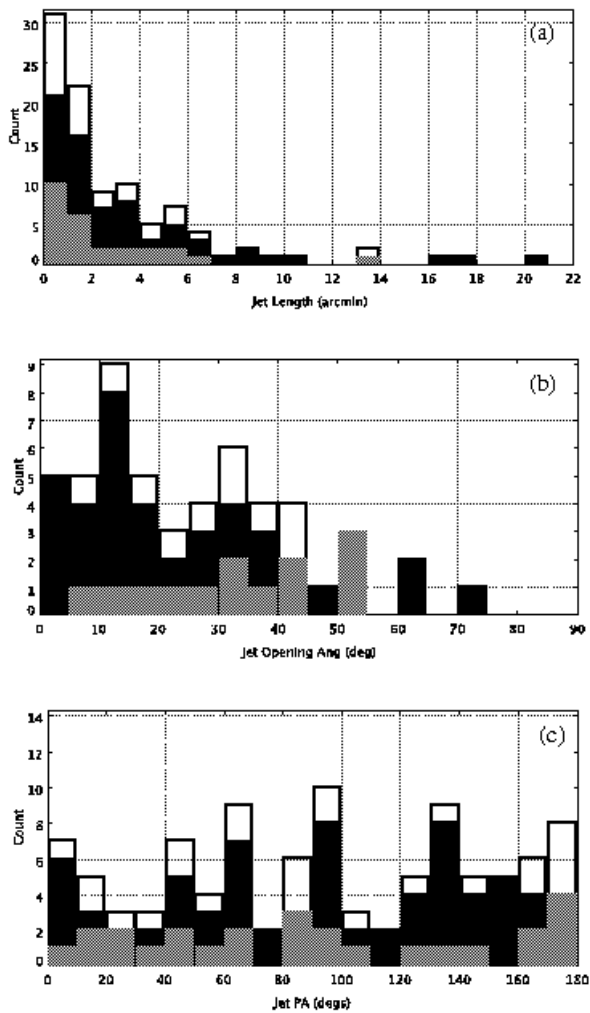 (a)
30
25
20
15
10
5
0
Count
0 2 4 6 8 10 12 14 16 18 20 22
Jet Length (arcmin)
(b)
9
8
7
6
5
4
3
2
1
0
Count
0 10 20 30 40 50 60 70 80 90
Jet Opening Ang (deg)
(c)
14
12
10
8
6
4
2
0
Count
0 20 40 60 80 100 120 140 160 180
Jet PA (degs)